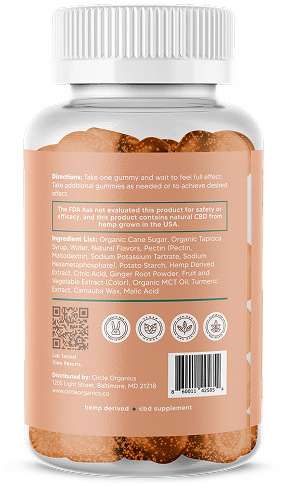 Directions: Take one gummy and wait to feel full effect.
Take additional gummies as needed or to achieve desired
effect.
The FDA has not evaluated this product for safety or
efficacy, and this product contains natural CBD from
hemp grown in the USA.
Ingredient List: Organic Cane Sugar, Organic Tapioca
Syrup, Water, Natural Flavors, Pectin (Pectin,
Maltodextrin, Sodium Potassium Tartrate, Sodium
Hexametaphosphate), Potato Starch, Hemp Derived
Extract, Citric Acid, Ginger Root Powder, Fruit and
Vegetable Extract (Color), Organic MCT Oil, Turmeric
Extract, Carnauba Wax, Malic Acid
Lab Tested.
View Results.
Distributed by: Circle Organics
1205 Light Street, Baltimore, MD 21218
www.circleorganics.co
8 60011 42585 4
hemp derived • cbd supplement